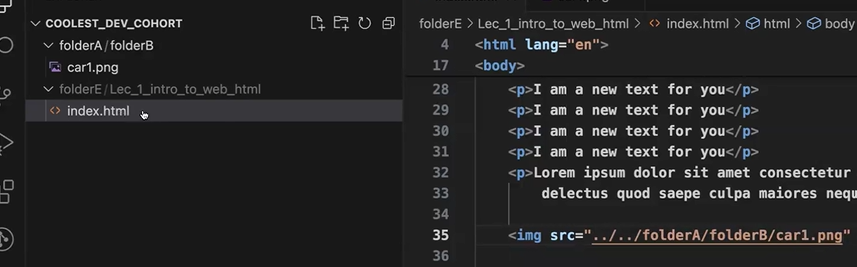 COOLEST_DEV_COHORT
folderA / folderB
car1.png
folderE / Lec_1_intro_to_web_html
index.html
folderE > Lec_1_intro_to_web_html > index.html > html > body
4 <html lang="en">
17 <body>
28 <p>I am a new text for you</p>
29 <p>I am a new text for you</p>
30 <p>I am a new text for you</p>
31 <p>I am a new text for you</p>
32 <p>Lorem ipsum dolor sit amet consectetur
33 delectus quod saepe culpa maiores nequ
34
35 <img src="../../folderA/folderB/car1.png"
36